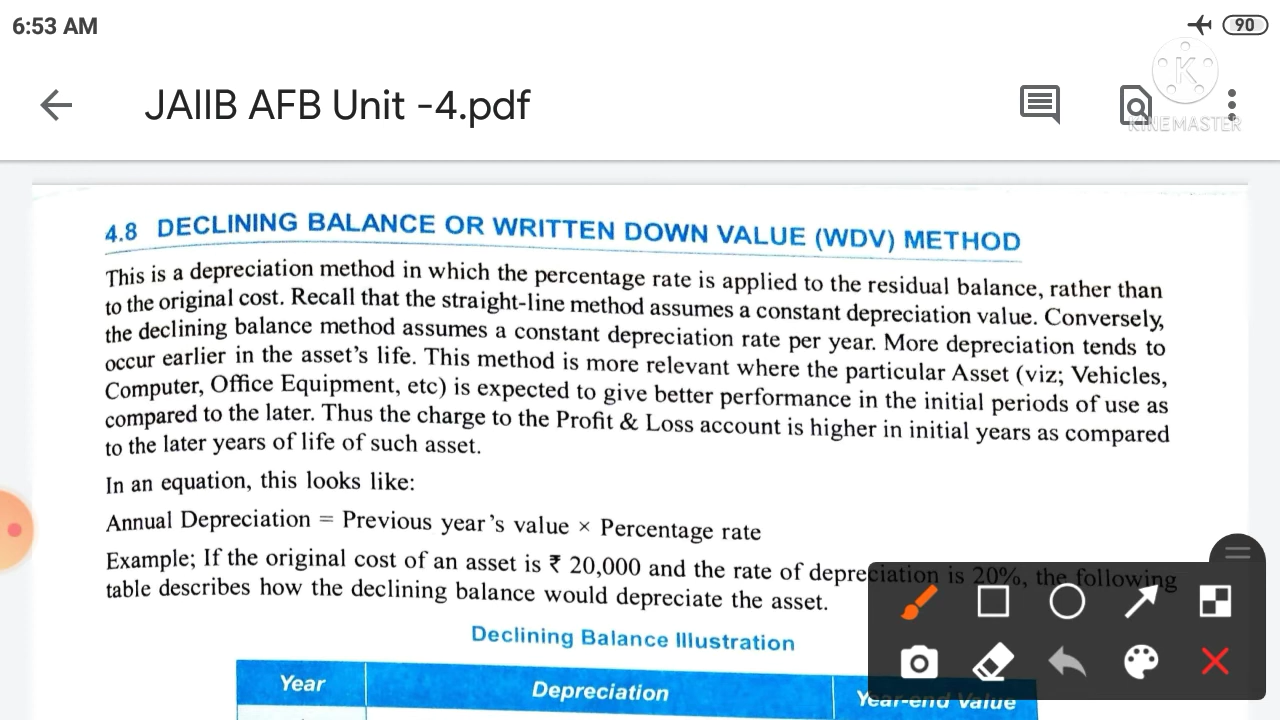 6:53 AM
90
JAIIB AFB Unit -4.pdf
K
KINEMASTER
4.8 DECLINING BALANCE OR WRITTEN DOWN VALUE (WDV) METHOD
This is a depreciation method in which the percentage rate is applied to the residual balance, rather than
to the original cost. Recall that the straight-line method assumes a constant depreciation value. Conversely,
the declining balance method assumes a constant depreciation rate per year. More depreciation tends to
occur earlier in the asset's life. This method is more relevant where the particular Asset (viz; Vehicles,
Computer, Office Equipment, etc) is expected to give better performance in the initial periods of use as
compared to the later. Thus the charge to the Profit & Loss account is higher in initial years as compared
to the later years of life of such asset.
In an equation, this looks like:
Annual Depreciation = Previous year's value × Percentage rate
Example; If the original cost of an asset is ₹ 20,000 and the rate of depreciation is 20%, the following
table describes how the declining balance would depreciate the asset.
Declining Balance Illustration
Year Depreciation Year-end Value